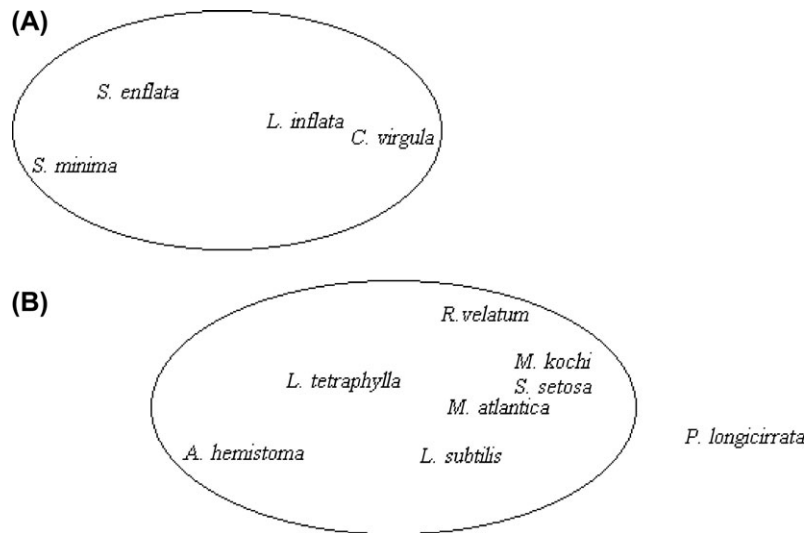 (A)
S. enflata
L. inflata
C. virgula
S. minima
(B)
R.velatum
M. kochi
L. tetraphylla
S. setosa
M. atlantica
P. longicirrata
A. hemistoma
L. subtilis